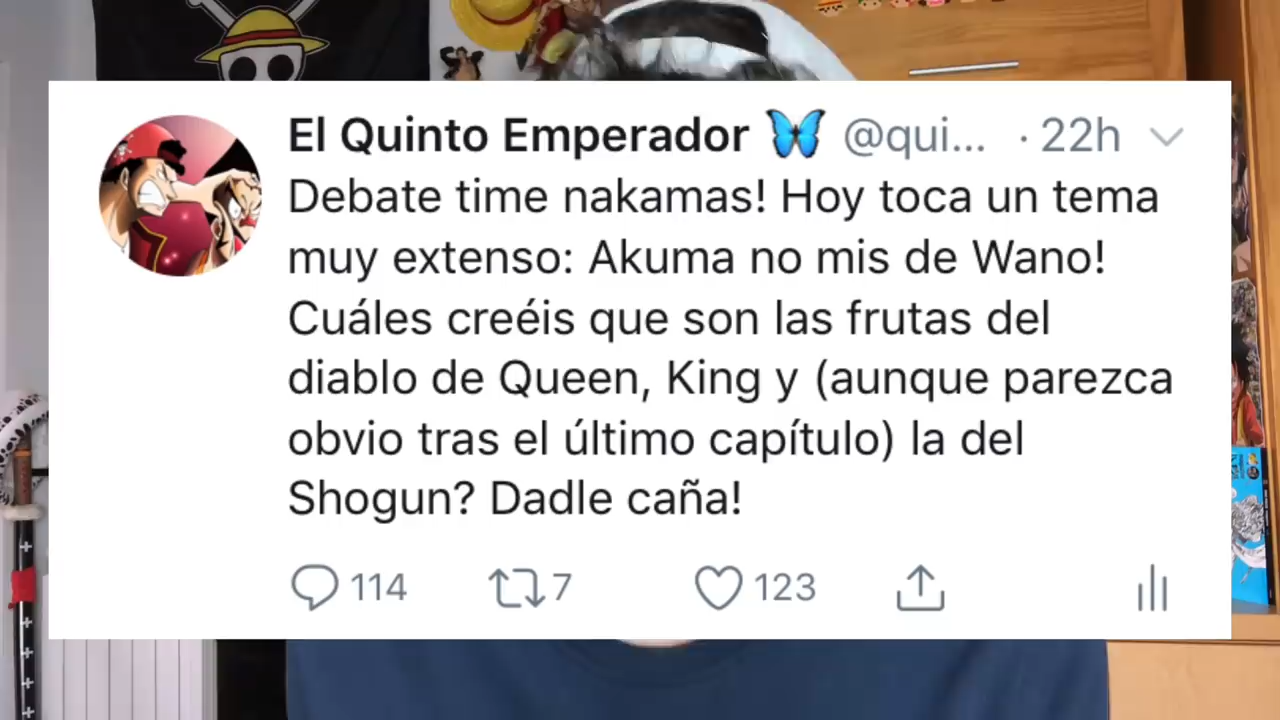 El Quinto Emperador 🦋 @qui... · 22h
Debate time nakamas! Hoy toca un tema
muy extenso: Akuma no mis de Wano!
Cuáles creéis que son las frutas del
diablo de Queen, King y (aunque parezca
obvio tras el último capítulo) la del
Shogun? Dadle caña!
114 7 123